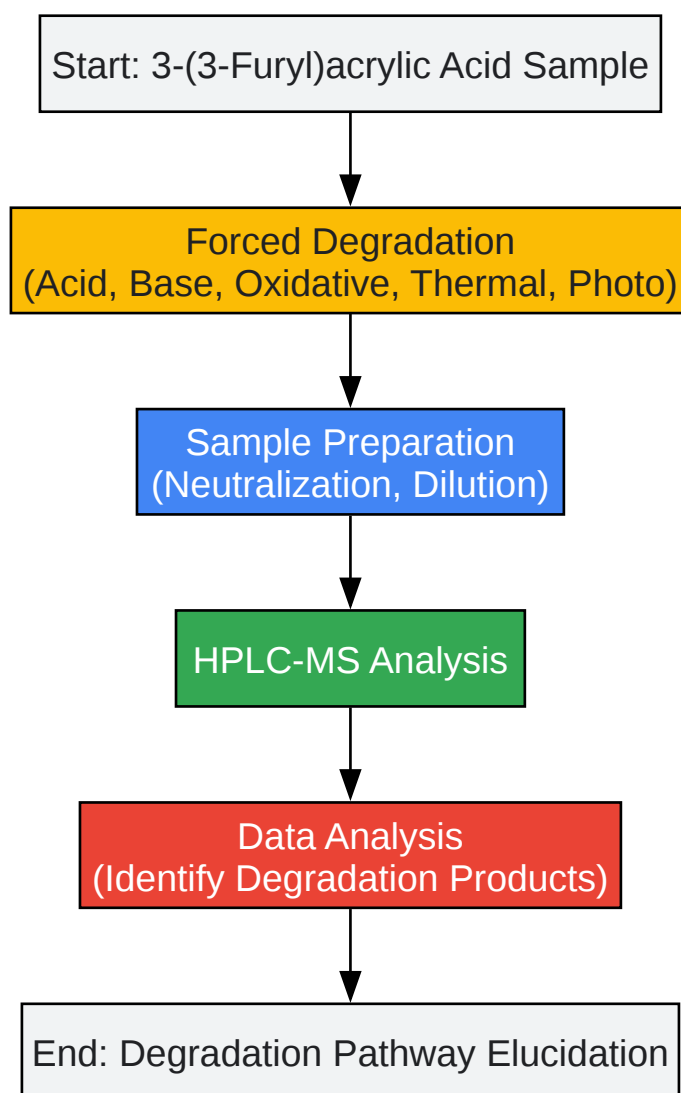 Start: 3-(3-Furyl)acrylic Acid Sample
Forced Degradation
(Acid, Base, Oxidative, Thermal, Photo)
Sample Preparation
(Neutralization, Dilution)
HPLC-MS Analysis
Data Analysis
(Identify Degradation Products)
End: Degradation Pathway Elucidation